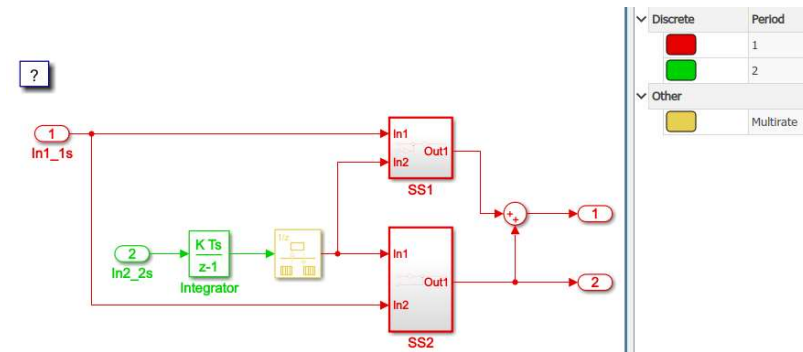 ?
1
In1_1s
In1
In2
Out1
SS1
2
In2_2s
K Ts
z-1
Integrator
1/z
In1
In2
Out1
SS2
+
+
1
2
Discrete
Period
1
2
Other
Multirate